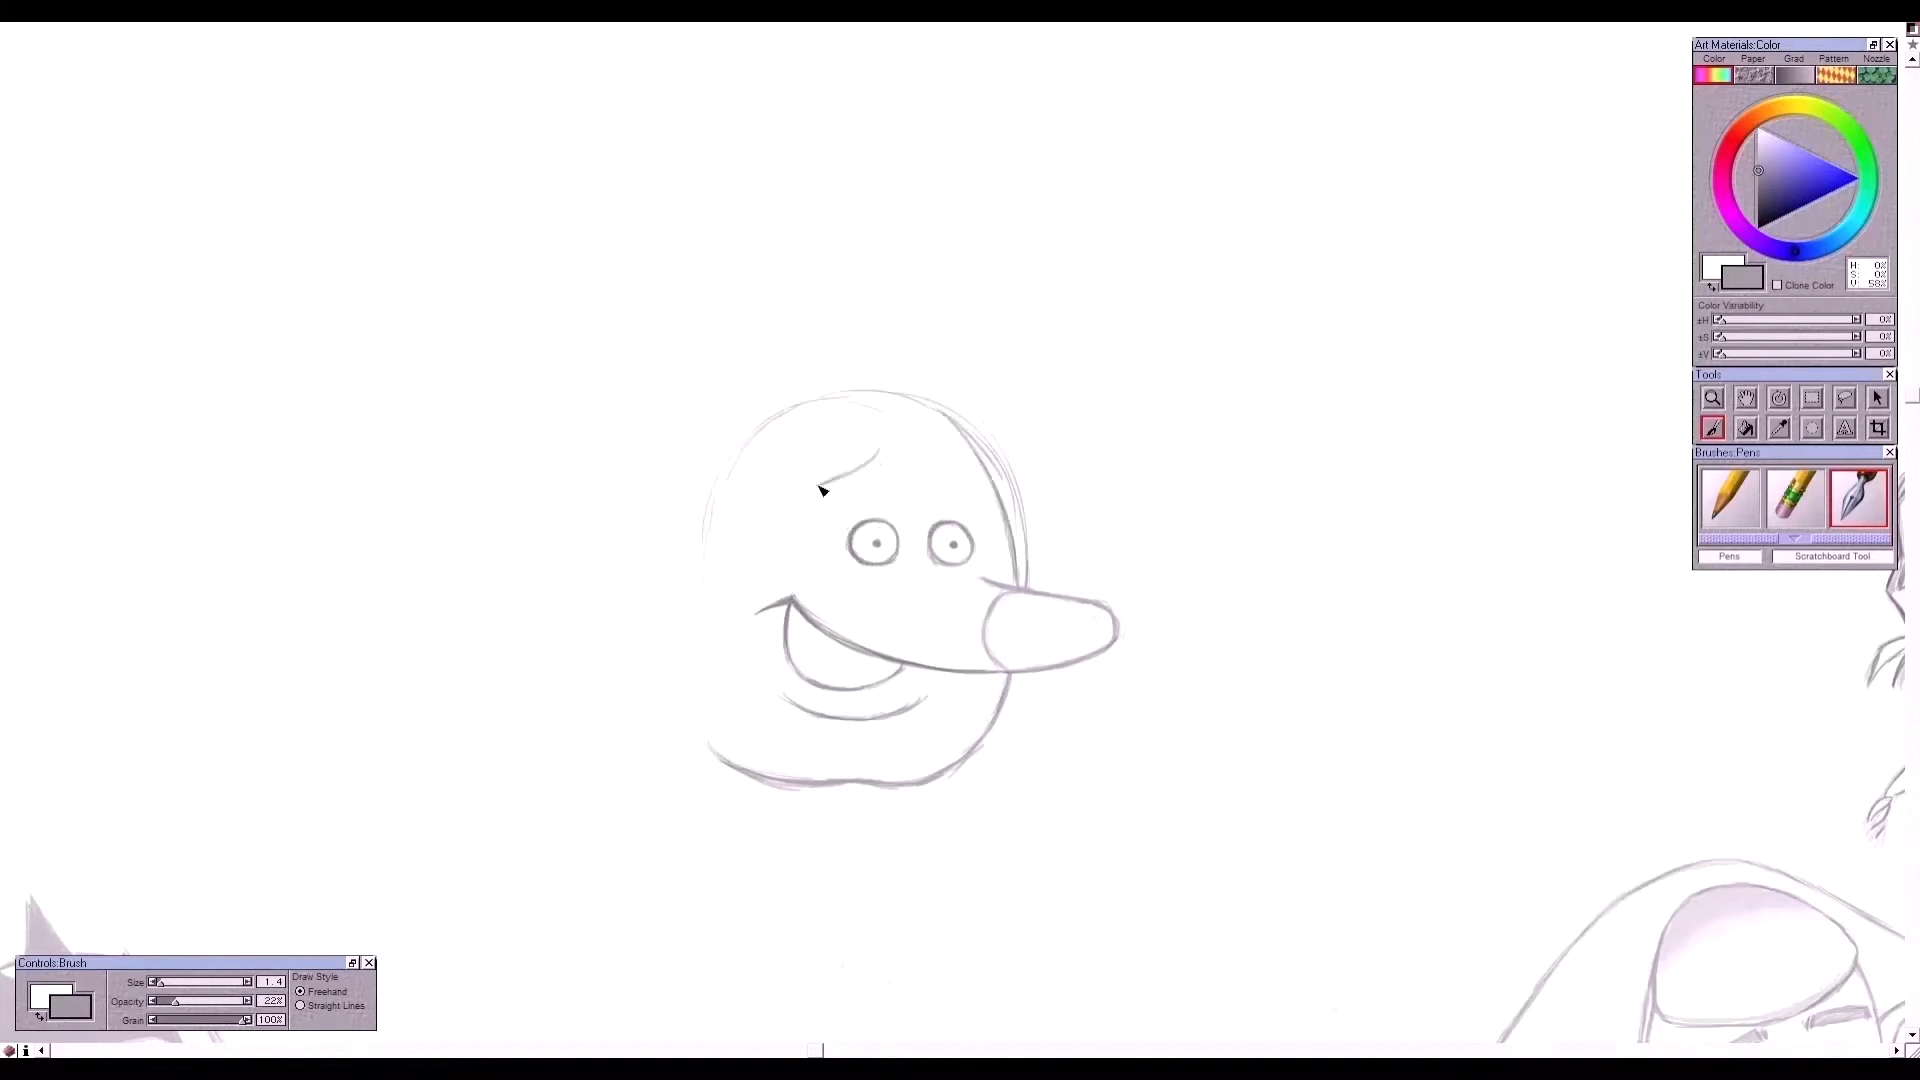 Art Materials:Color
Color Paper Grad Pattern Nozzle
H: 0%
S: 0%
V: 58%
Clone Color
Color Variability
±H 0%
±S 0%
±V 0%
Tools
Brushes:Pens
Pens Scratchboard Tool
Controls:Brush
Size 1.4
Opacity 22%
Grain 100%
Draw Style
Freehand
Straight Lines